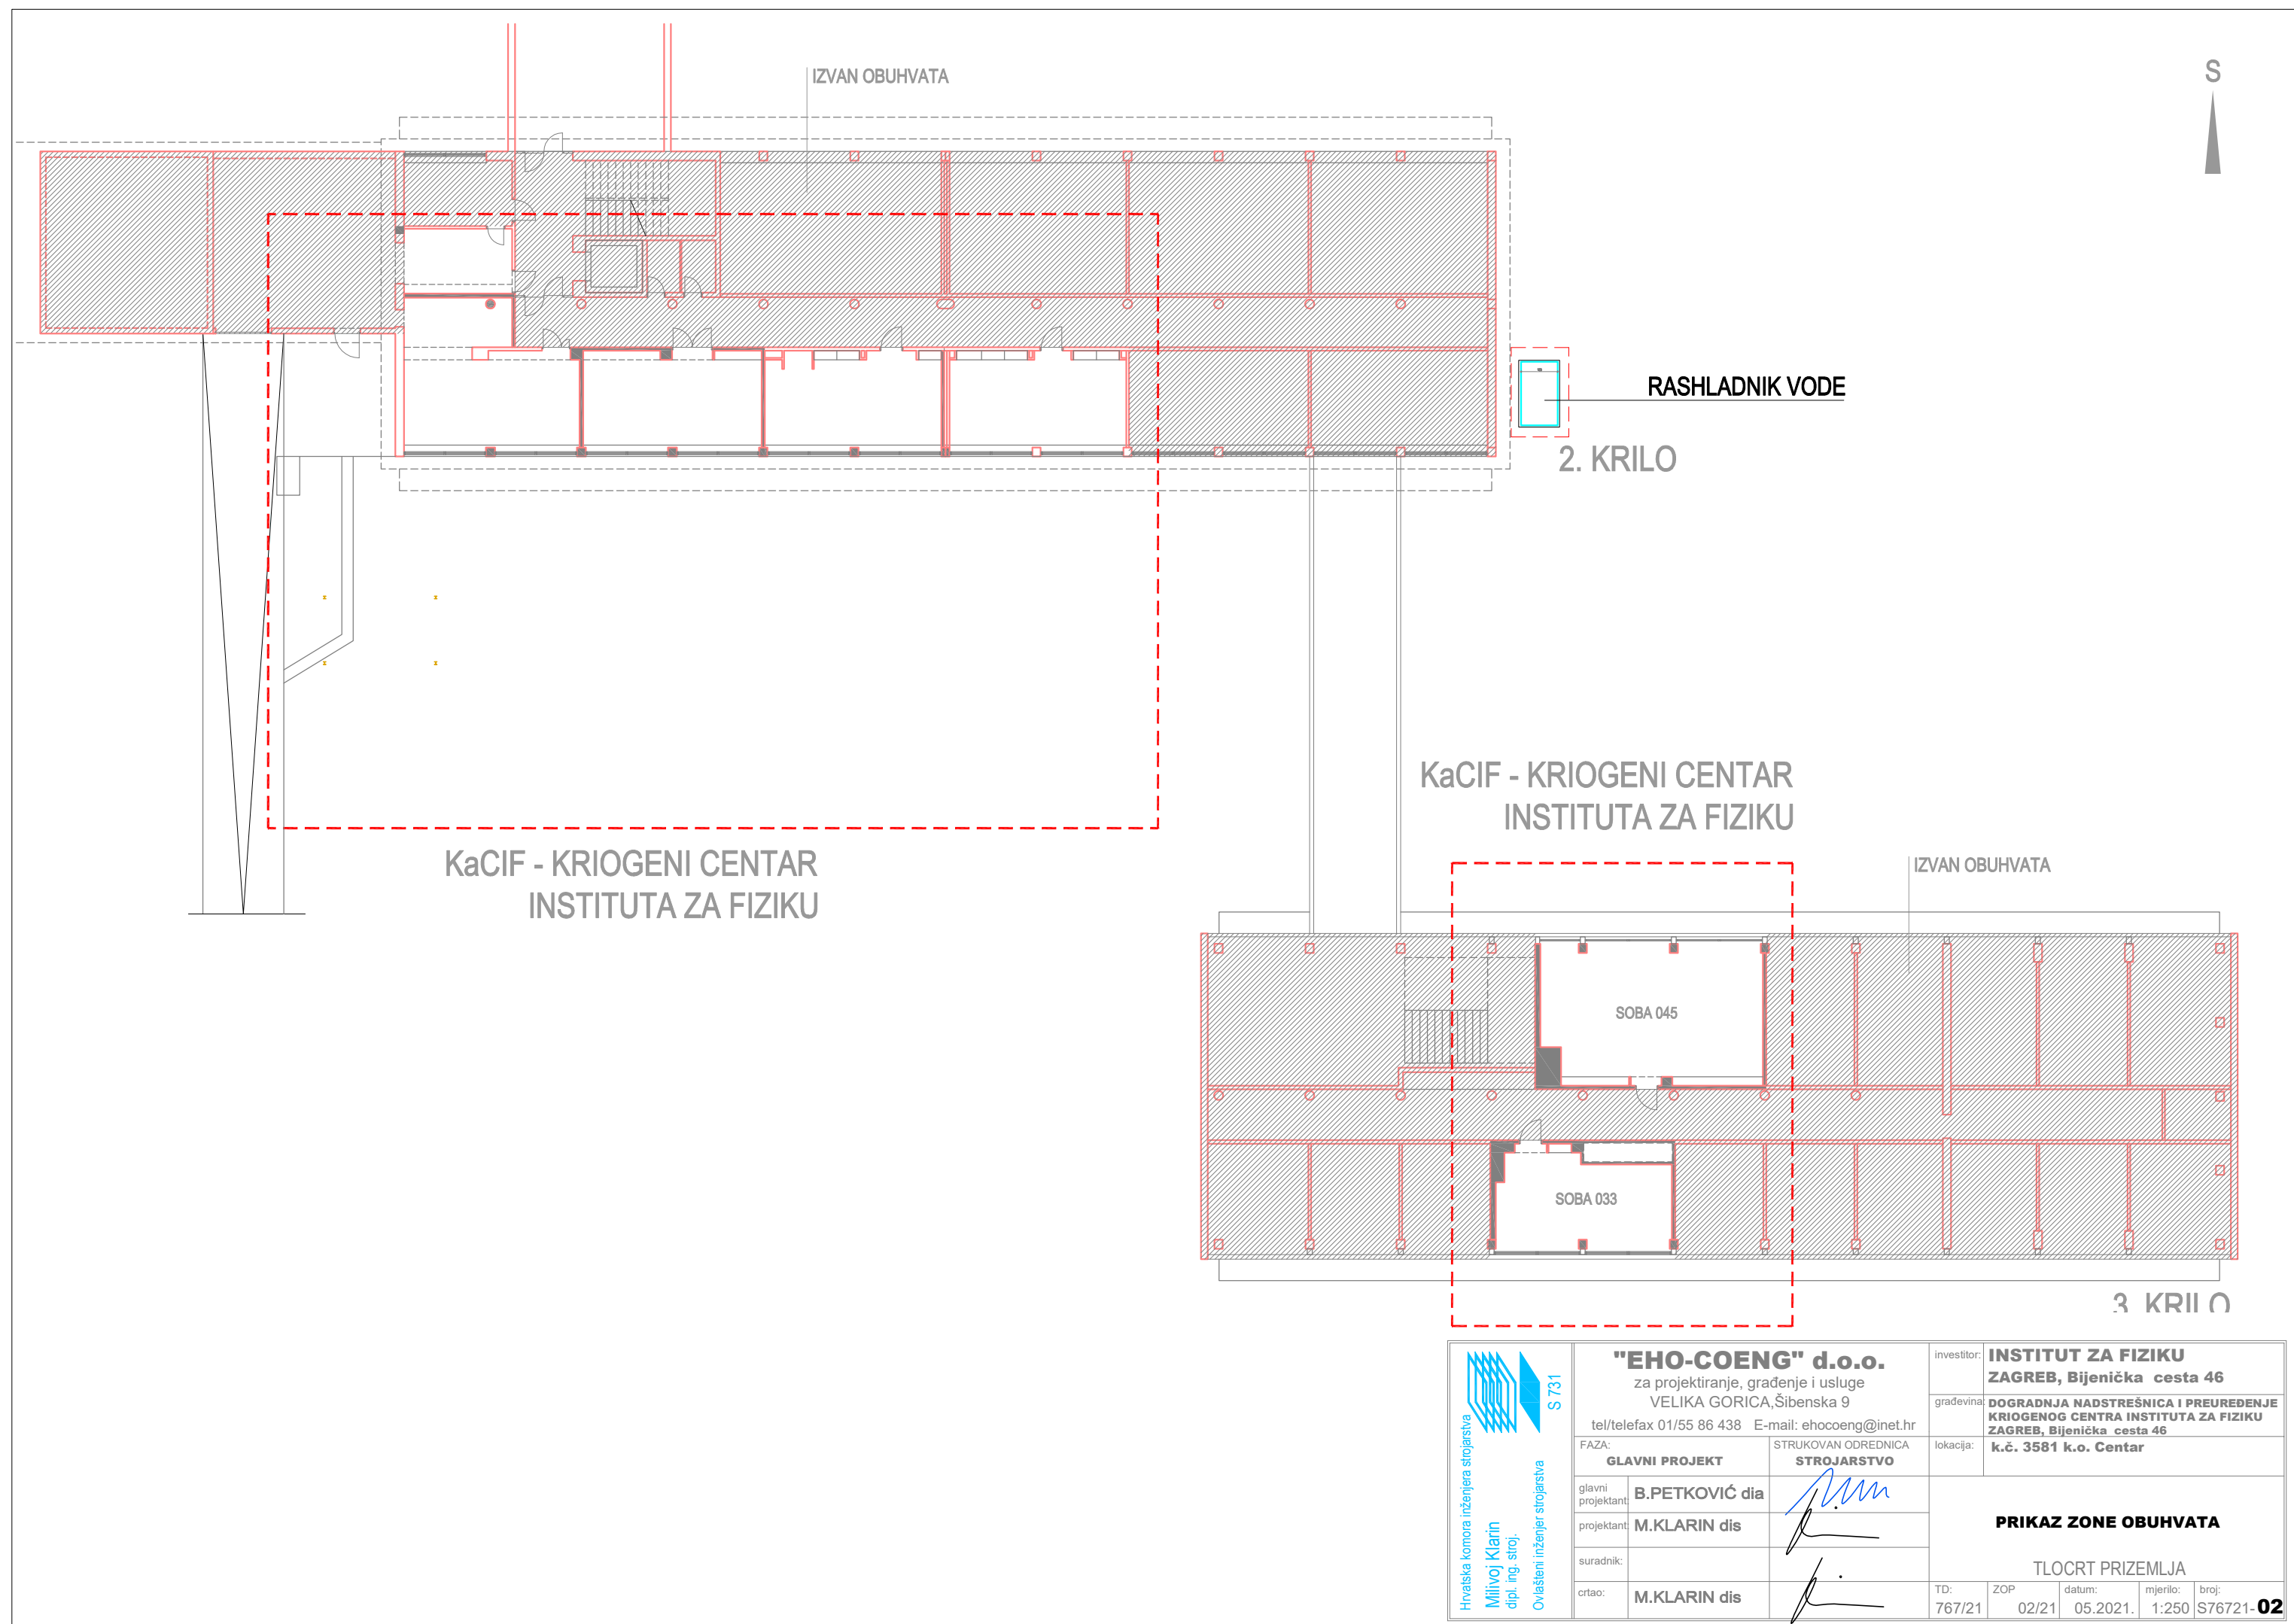 IZVAN OBUHVATA
S
RASHLADNIK VODE
2. KRILO
KaCIF - KRIOGENI CENTAR
INSTITUTA ZA FIZIKU
KaCIF - KRIOGENI CENTAR
INSTITUTA ZA FIZIKU
IZVAN OBUHVATA
SOBA 045
SOBA 033
3. KRILO
Hrvatska komora inženjera strojarstva
Milivoj Klarin
dipl. ing. stroj.
Ovlašteni inženjer strojarstva
S 731
"EHO-COENG" d.o.o.
za projektiranje, građenje i usluge
VELIKA GORICA,Šibenska 9
tel/telefax 01/55 86 438 E-mail: ehocoeng@inet.hr
FAZA:
GLAVNI PROJEKT
STRUKOVAN ODREDNICA
STROJARSTVO
glavni
projektant:
B.PETKOVIĆ dia
projektant:
M.KLARIN dis
suradnik:
crtao:
M.KLARIN dis
investitor:
INSTITUT ZA FIZIKU
ZAGREB, Bijenička cesta 46
građevina:
DOGRADNJA NADSTREŠNICA I PREUREĐENJE
KRIOGENOG CENTRA INSTITUTA ZA FIZIKU
ZAGREB, Bijenička cesta 46
lokacija:
k.č. 3581 k.o. Centar
PRIKAZ ZONE OBUHVATA
TLOCRT PRIZEMLJA
TD:
767/21
ZOP
02/21
datum:
05.2021.
mjerilo:
1:250
broj:
S76721-02